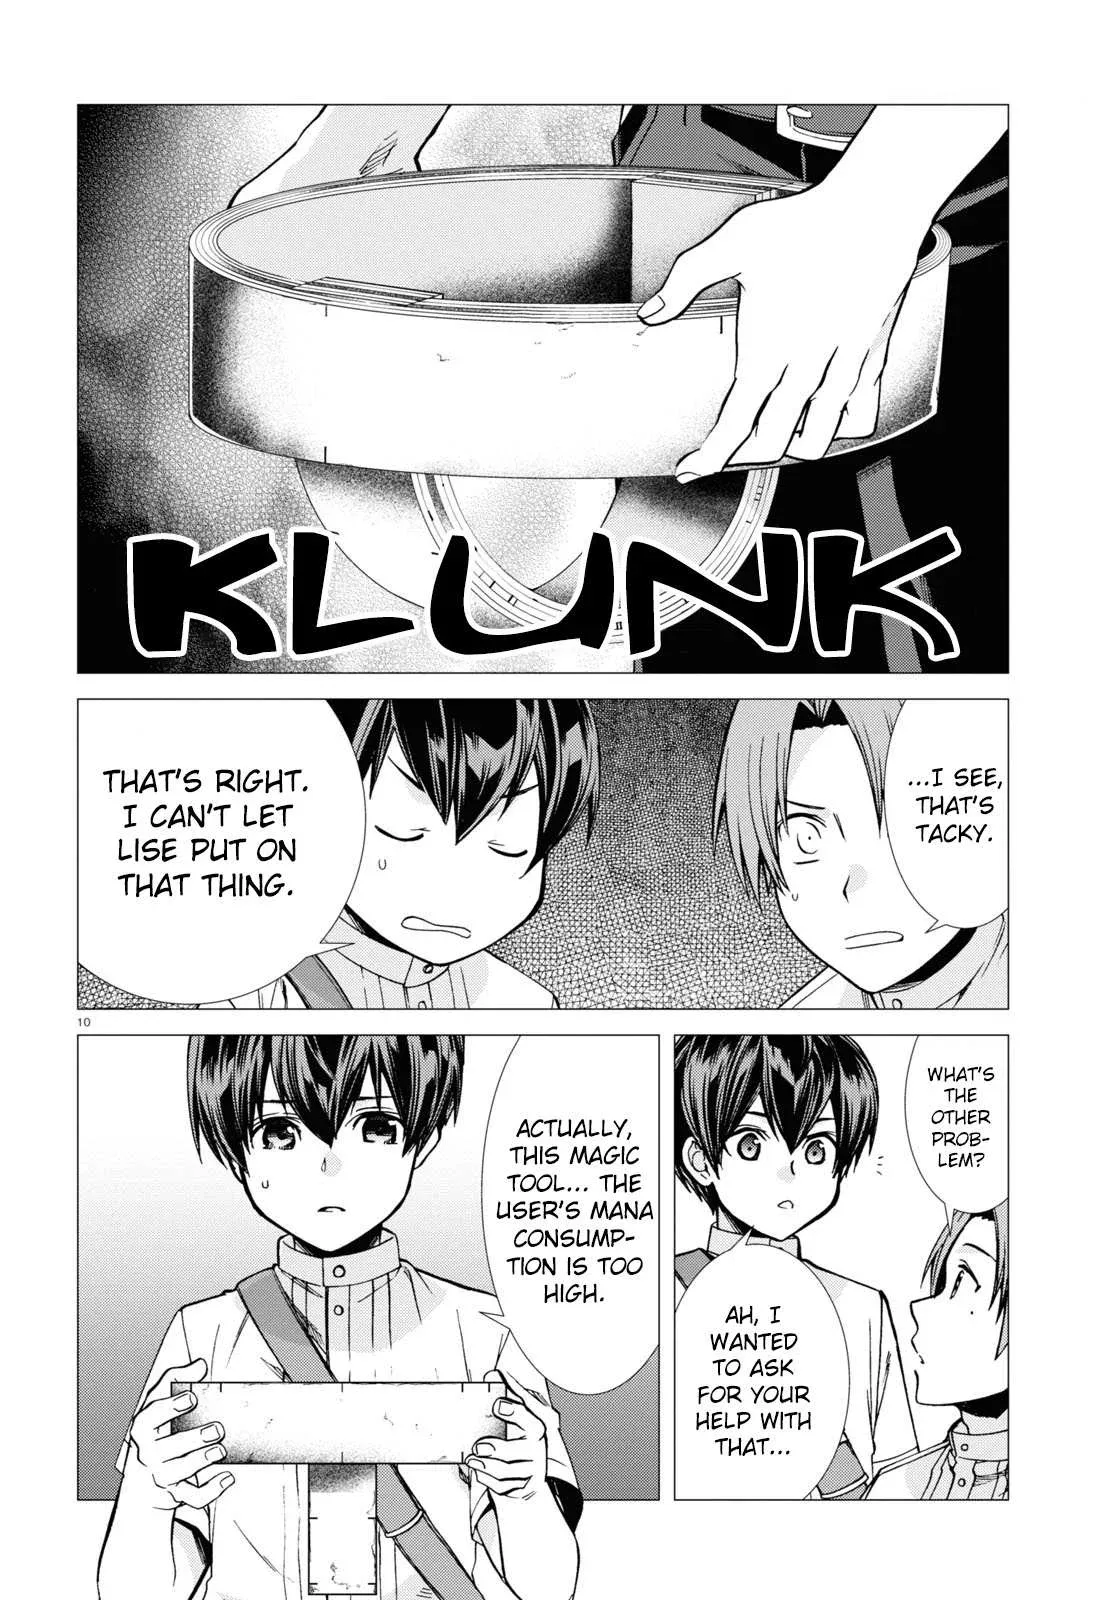 KLUNK
...I SEE,
THAT'S
TACKY.
THAT'S RIGHT.
I CAN'T LET
LISE PUT ON
THAT THING.
10
WHAT'S
THE
OTHER
PROB-
LEM?
AH, I
WANTED
TO ASK
FOR YOUR
HELP WITH
THAT...
ACTUALLY,
THIS MAGIC
TOOL... THE
USER'S MANA
CONSUMP-
TION IS TOO
HIGH.